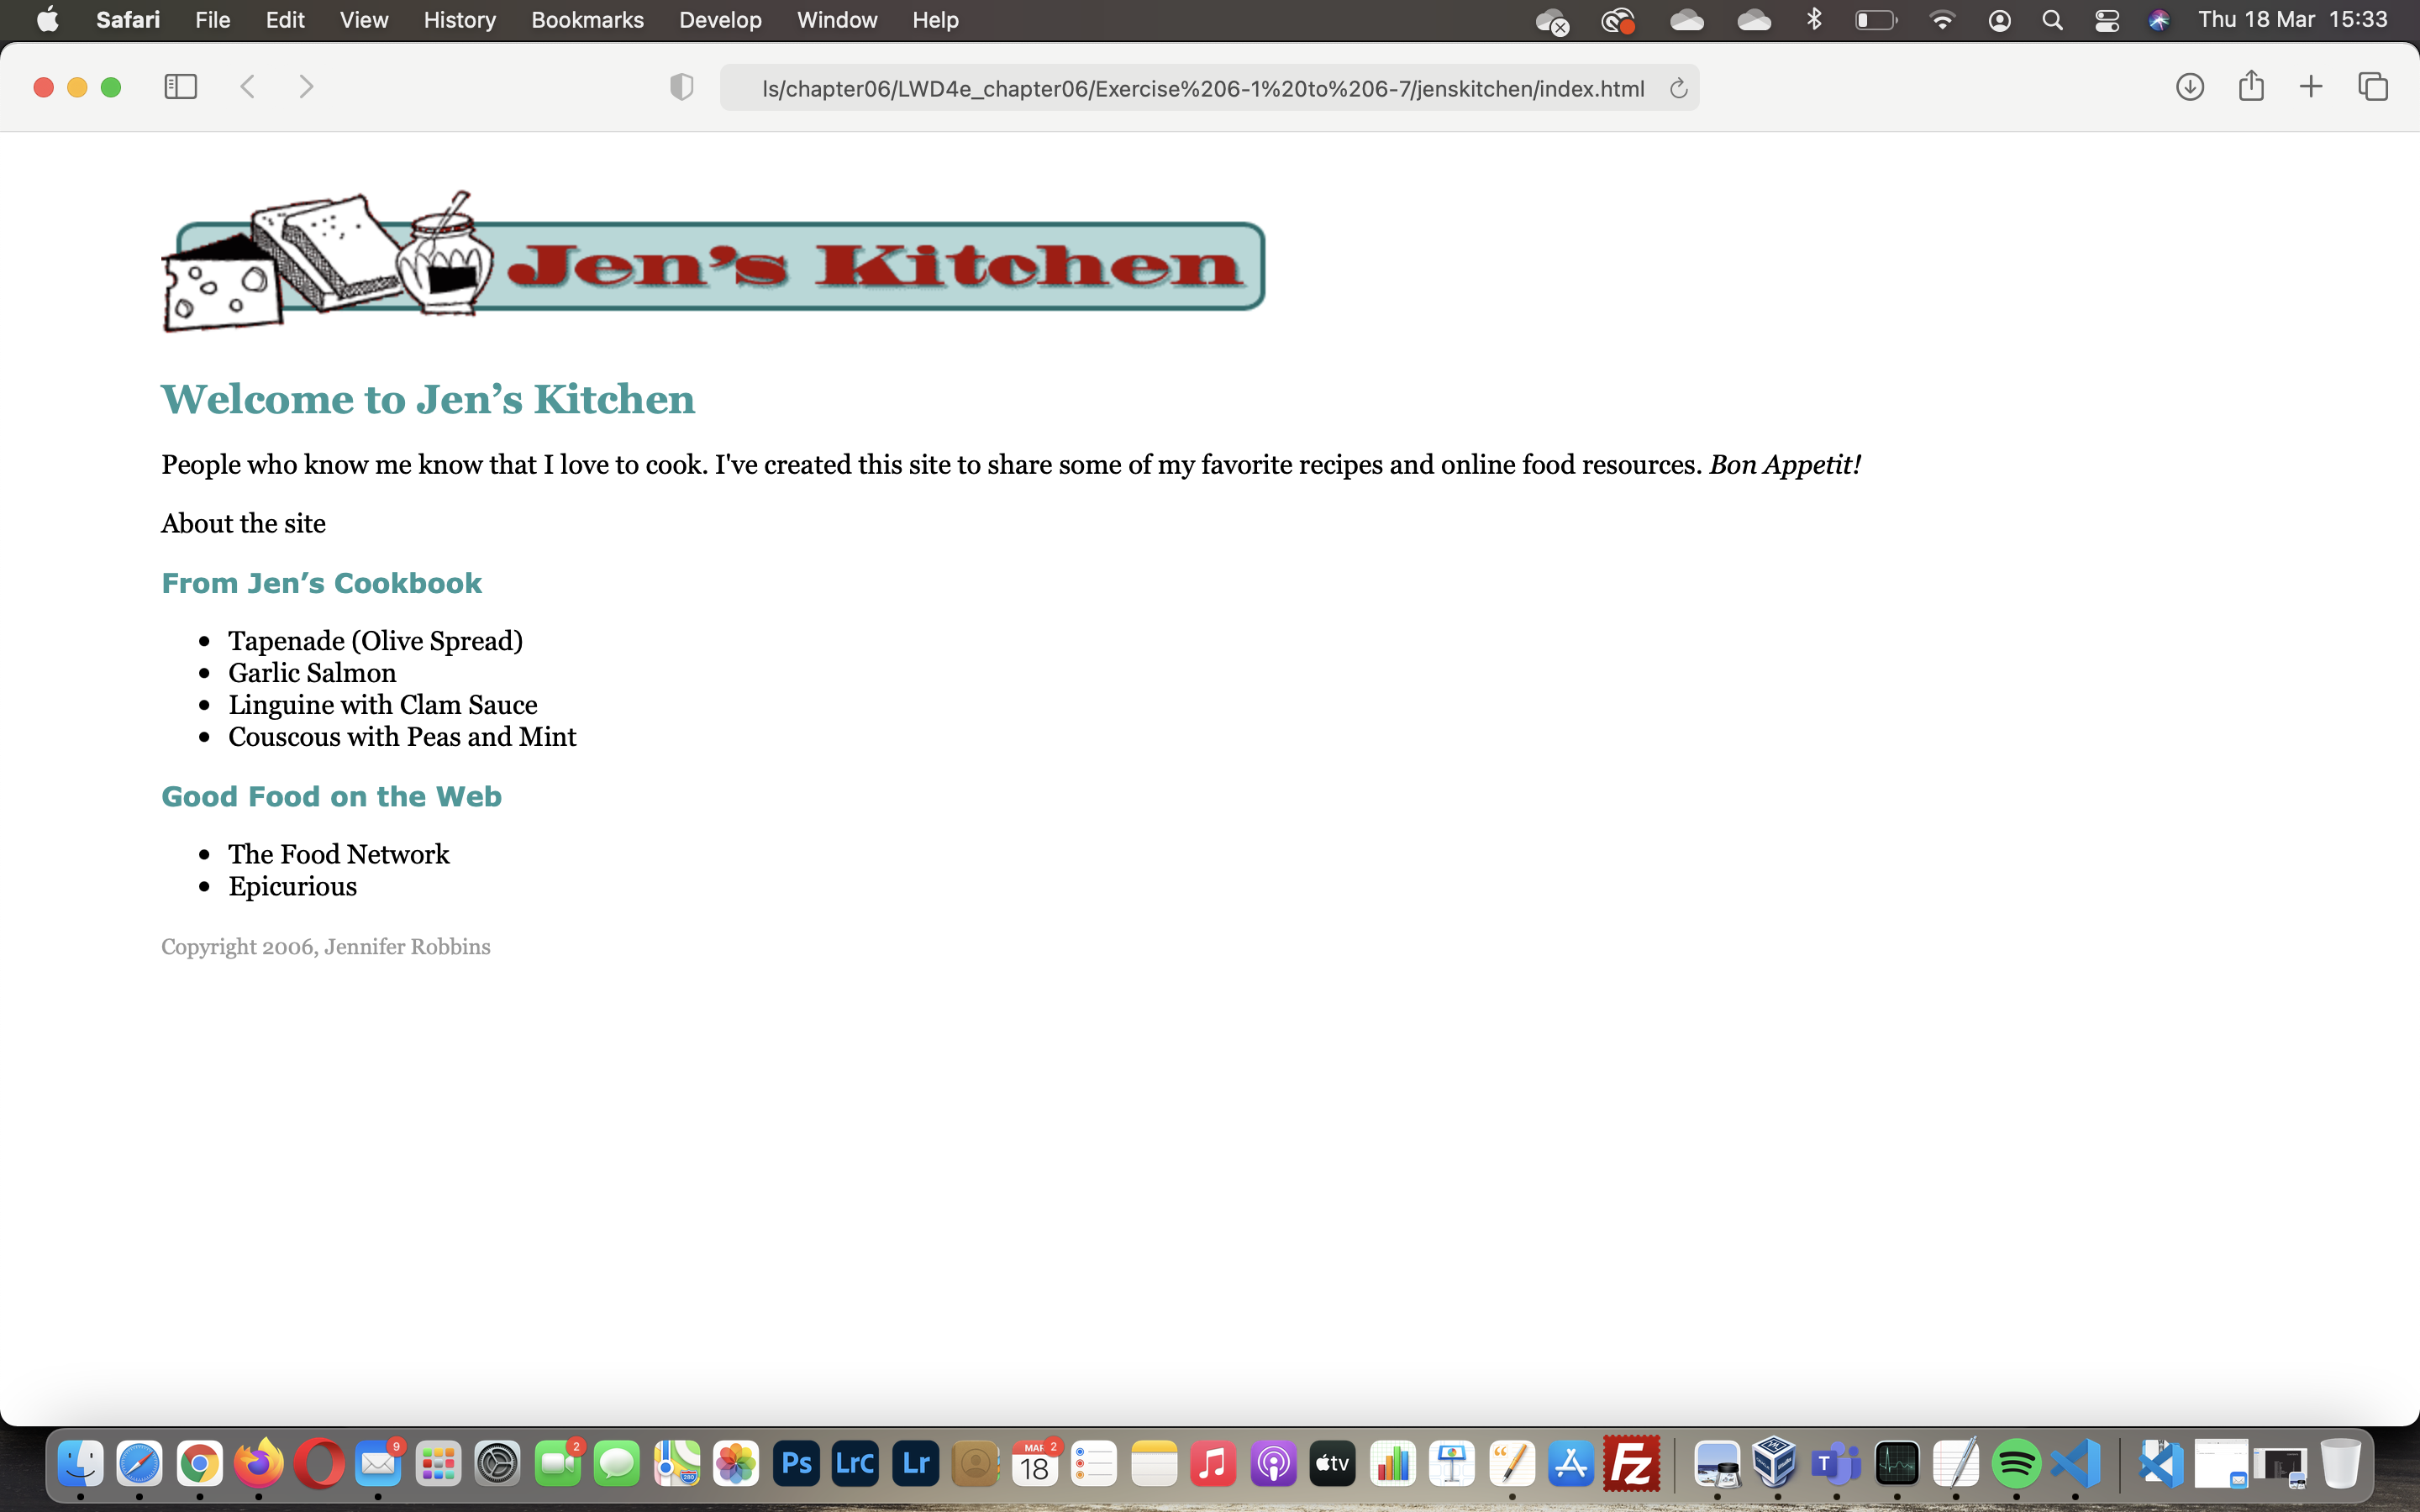 Safari File Edit View History Bookmarks Develop Window Help Thu 18 Mar 15:33
ls/chapter06/LWD4e_chapter06/Exercise%206-1%20to%206-7/jenskitchen/index.html
Jen's Kitchen
Welcome to Jen’s Kitchen
People who know me know that I love to cook. I've created this site to share some of my favorite recipes and online food resources. Bon Appetit!
About the site
From Jen’s Cookbook
• Tapenade (Olive Spread)
• Garlic Salmon
• Linguine with Clam Sauce
• Couscous with Peas and Mint
Good Food on the Web
• The Food Network
• Epicurious
Copyright 2006, Jennifer Robbins
9 2 Ps LrC Lr MAR 2 18 tv Fz T
280